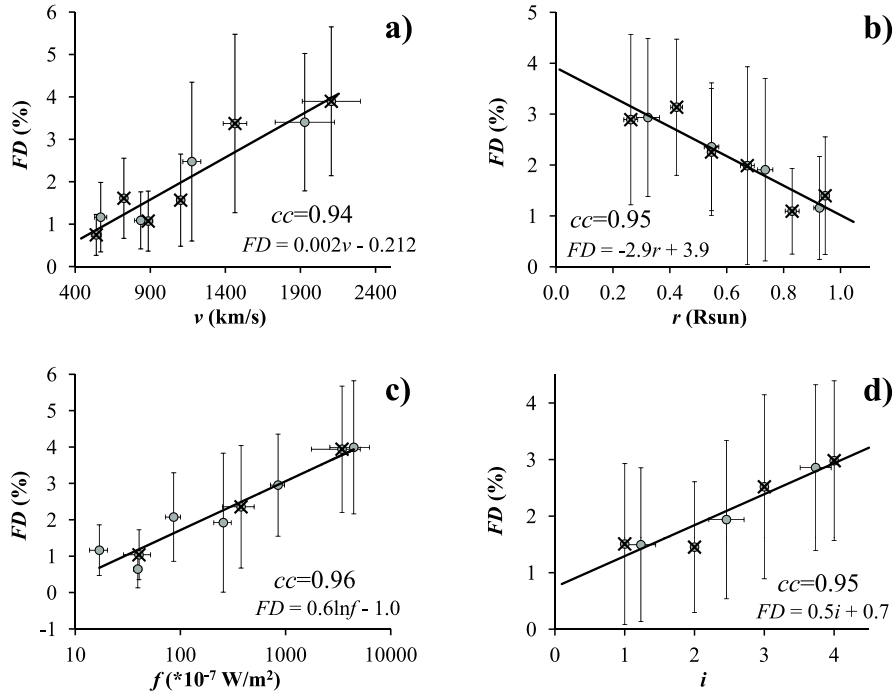 a)
6
5
4
3
2
1
0
FD (%)
cc=0.94
FD = 0.002v - 0.212
400 900 1400 1900 2400
v (km/s)
b)
5
4
3
2
1
0
FD (%)
cc=0.95
FD = -2.9r + 3.9
0.0 0.2 0.4 0.6 0.8 1.0
r (Rsun)
c)
6
5
4
3
2
1
0
-1
FD (%)
cc=0.96
FD = 0.6lnf - 1.0
10 100 1000 10000
f (*10⁻⁷ W/m²)
d)
4
3
2
1
0
FD (%)
cc=0.95
FD = 0.5i + 0.7
0 1 2 3 4
i